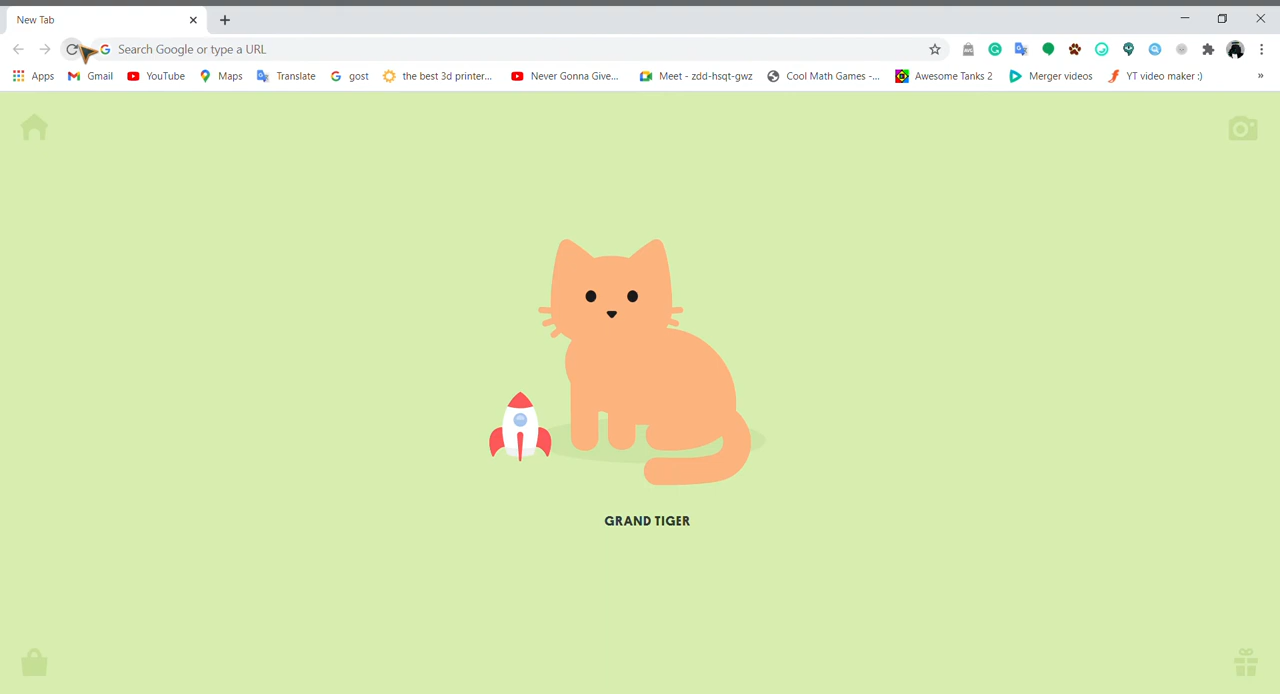 New Tab
Search Google or type a URL
Apps Gmail YouTube Maps Translate gost the best 3d printer... Never Gonna Give... Meet - zdd-hsqt-gwz Cool Math Games -... Awesome Tanks 2 Merger videos YT video maker :) »
GRAND TIGER